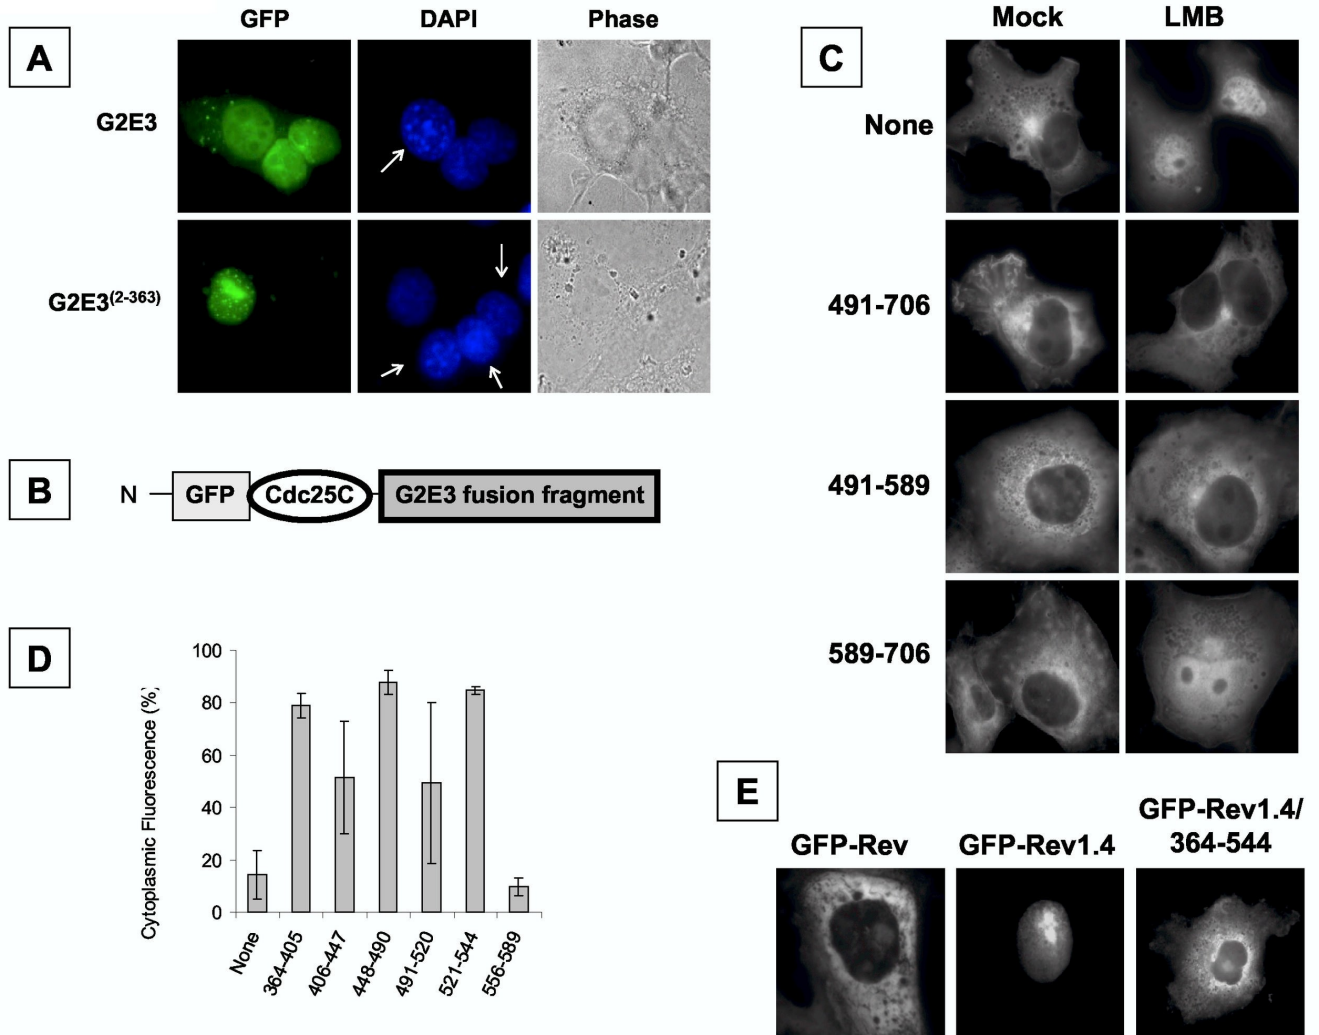 A
GFP
DAPI
Phase
G2E3
G2E3(2-363)
B
N
GFP
Cdc25C
G2E3 fusion fragment
C
Mock
LMB
None
491-706
491-589
589-706
D
Cytoplasmic Fluorescence (%)
100
80
60
40
20
0
None
364-405
406-447
448-490
491-520
521-544
556-589
E
GFP-Rev
GFP-Rev1.4
GFP-Rev1.4/
364-544